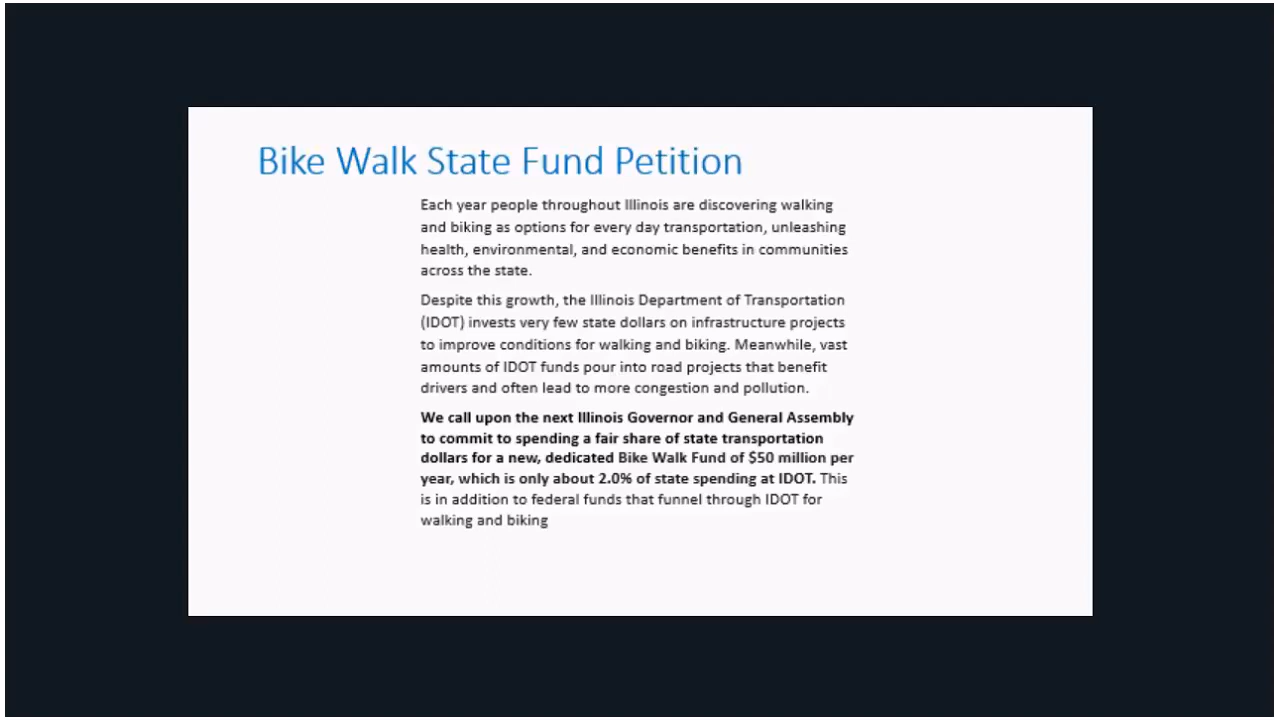 Bike Walk State Fund Petition
Each year people throughout Illinois are discovering walking
and biking as options for every day transportation, unleashing
health, environmental, and economic benefits in communities
across the state.
Despite this growth, the Illinois Department of Transportation
(IDOT) invests very few state dollars on infrastructure projects
to improve conditions for walking and biking. Meanwhile, vast
amounts of IDOT funds pour into road projects that benefit
drivers and often lead to more congestion and pollution.
We call upon the next Illinois Governor and General Assembly
to commit to spending a fair share of state transportation
dollars for a new, dedicated Bike Walk Fund of $50 million per
year, which is only about 2.0% of state spending at IDOT. This
is in addition to federal funds that funnel through IDOT for
walking and biking